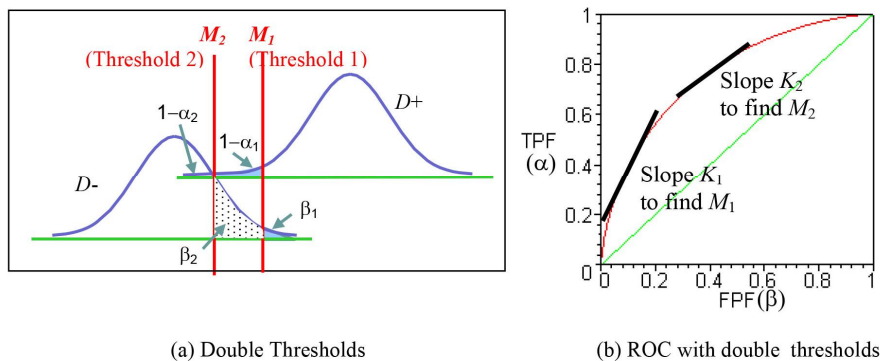 (a)
M₂ M₁
(Threshold 2) (Threshold 1)
D+
1−α₂
1−α₁
D-
β₁
β₂
(a) Double Thresholds
(b)
1
0.8
0.6
0.4
0.2
0
TPF
(α)
Slope K₂
to find M₂
Slope K₁
to find M₁
0 0.2 0.4 0.6 0.8 1
FPF(β)
(b) ROC with double thresholds